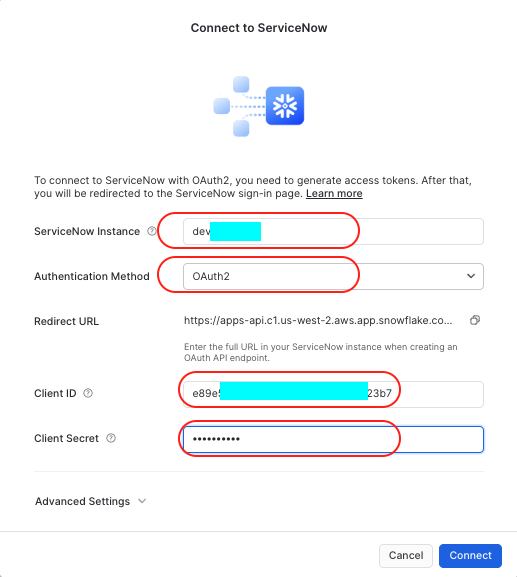 Connect to ServiceNow
To connect to ServiceNow with OAuth2, you need to generate access tokens. After that,
you will be redirected to the ServiceNow sign-in page. Learn more
ServiceNow Instance
dev
Authentication Method
OAuth2
Redirect URL
https://apps-api.c1.us-west-2.aws.app.snowflake.co...
Enter the full URL in your ServiceNow instance when creating an
OAuth API endpoint.
Client ID
e89e 23b7
Client Secret
••••••••••
Advanced Settings
Cancel
Connect